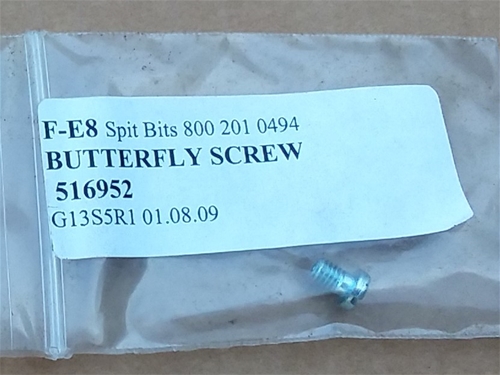 F-E8 Spit Bits 800 201 0494
BUTTERFLY SCREW
516952
G13S5R1 01.08.09